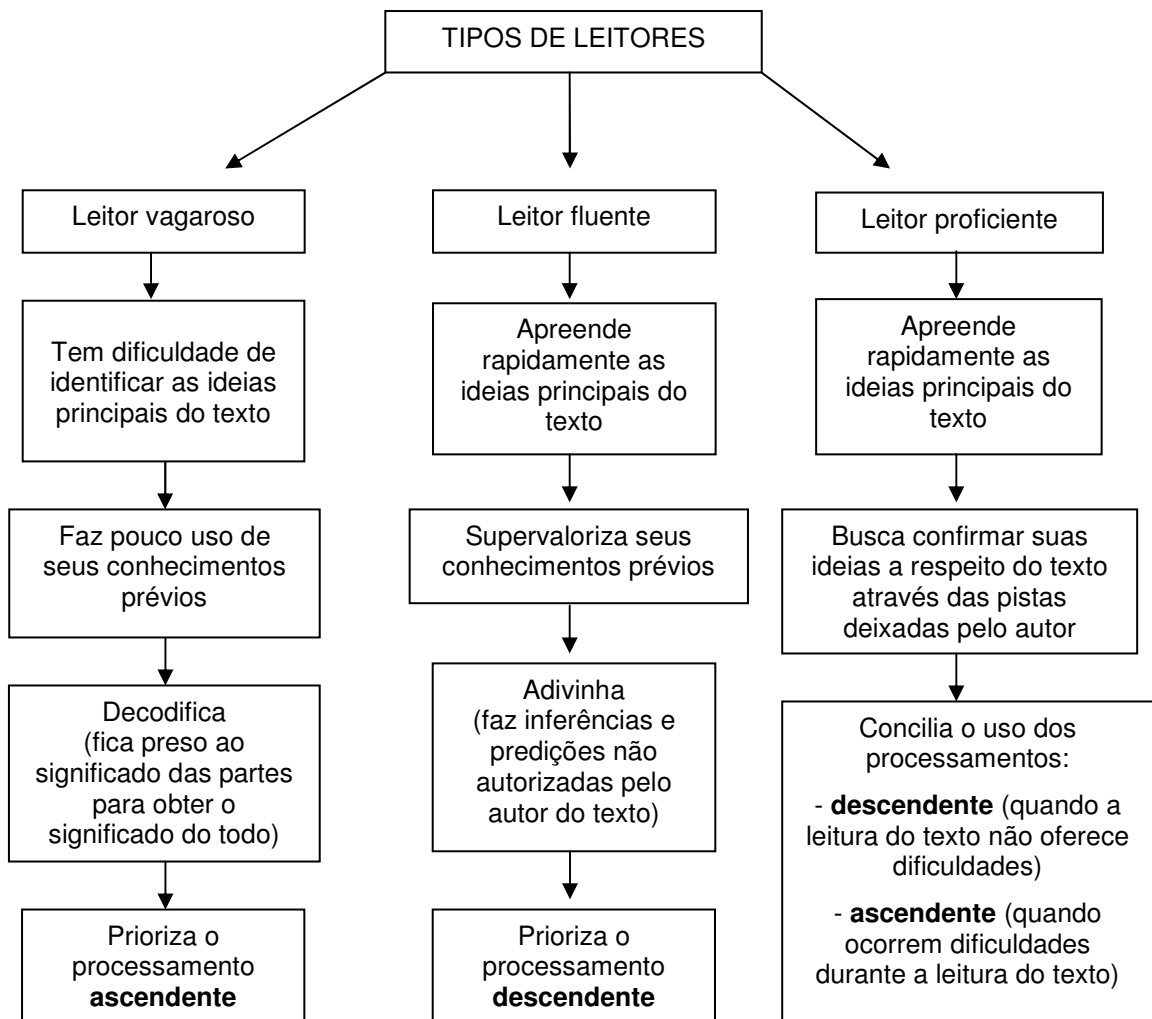 TIPOS DE LEITORES
Leitor vagaroso
Tem dificuldade de
identificar as ideias
principais do texto
Faz pouco uso de
seus conhecimentos
prévios
Decodifica
(fica preso ao
significado das partes
para obter o
significado do todo)
Prioriza o
processamento
ascendente
Leitor fluente
Apreende
rapidamente as
ideias principais do
texto
Supervaloriza seus
conhecimentos prévios
Adivinha
(faz inferências e
predições não
autorizadas pelo
autor do texto)
Prioriza o
processamento
descendente
Leitor proficiente
Apreende
rapidamente as
ideias principais do
texto
Busca confirmar suas
ideias a respeito do texto
através das pistas
deixadas pelo autor
Concilia o uso dos
processamentos:
- descendente (quando a
leitura do texto não oferece
dificuldades)
- ascendente (quando
ocorrem dificuldades
durante a leitura do texto)